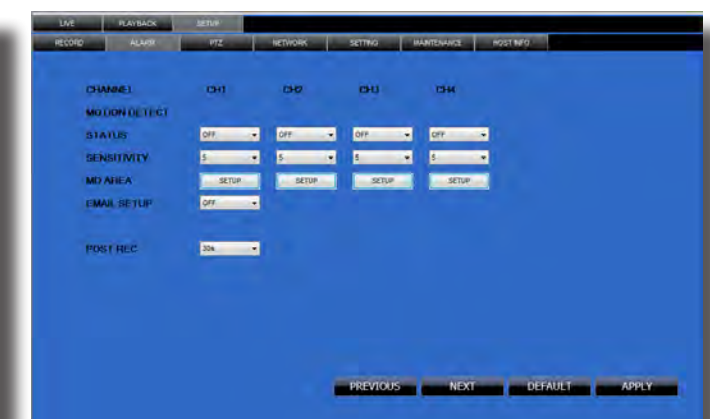 LIVE PLAYBACK SETUP
RECORD ALARM PTZ NETWORK SETTING MAINTENANCE HOST INFO
CHANNEL CH1 CH2 CH3 CH4
MOTION DETECT
STATUS OFF OFF OFF OFF
SENSITIVITY 5 5 5 5
MD AREA SETUP SETUP SETUP SETUP
EMAIL SETUP OFF
POST REC 30s
PREVIOUS NEXT DEFAULT APPLY